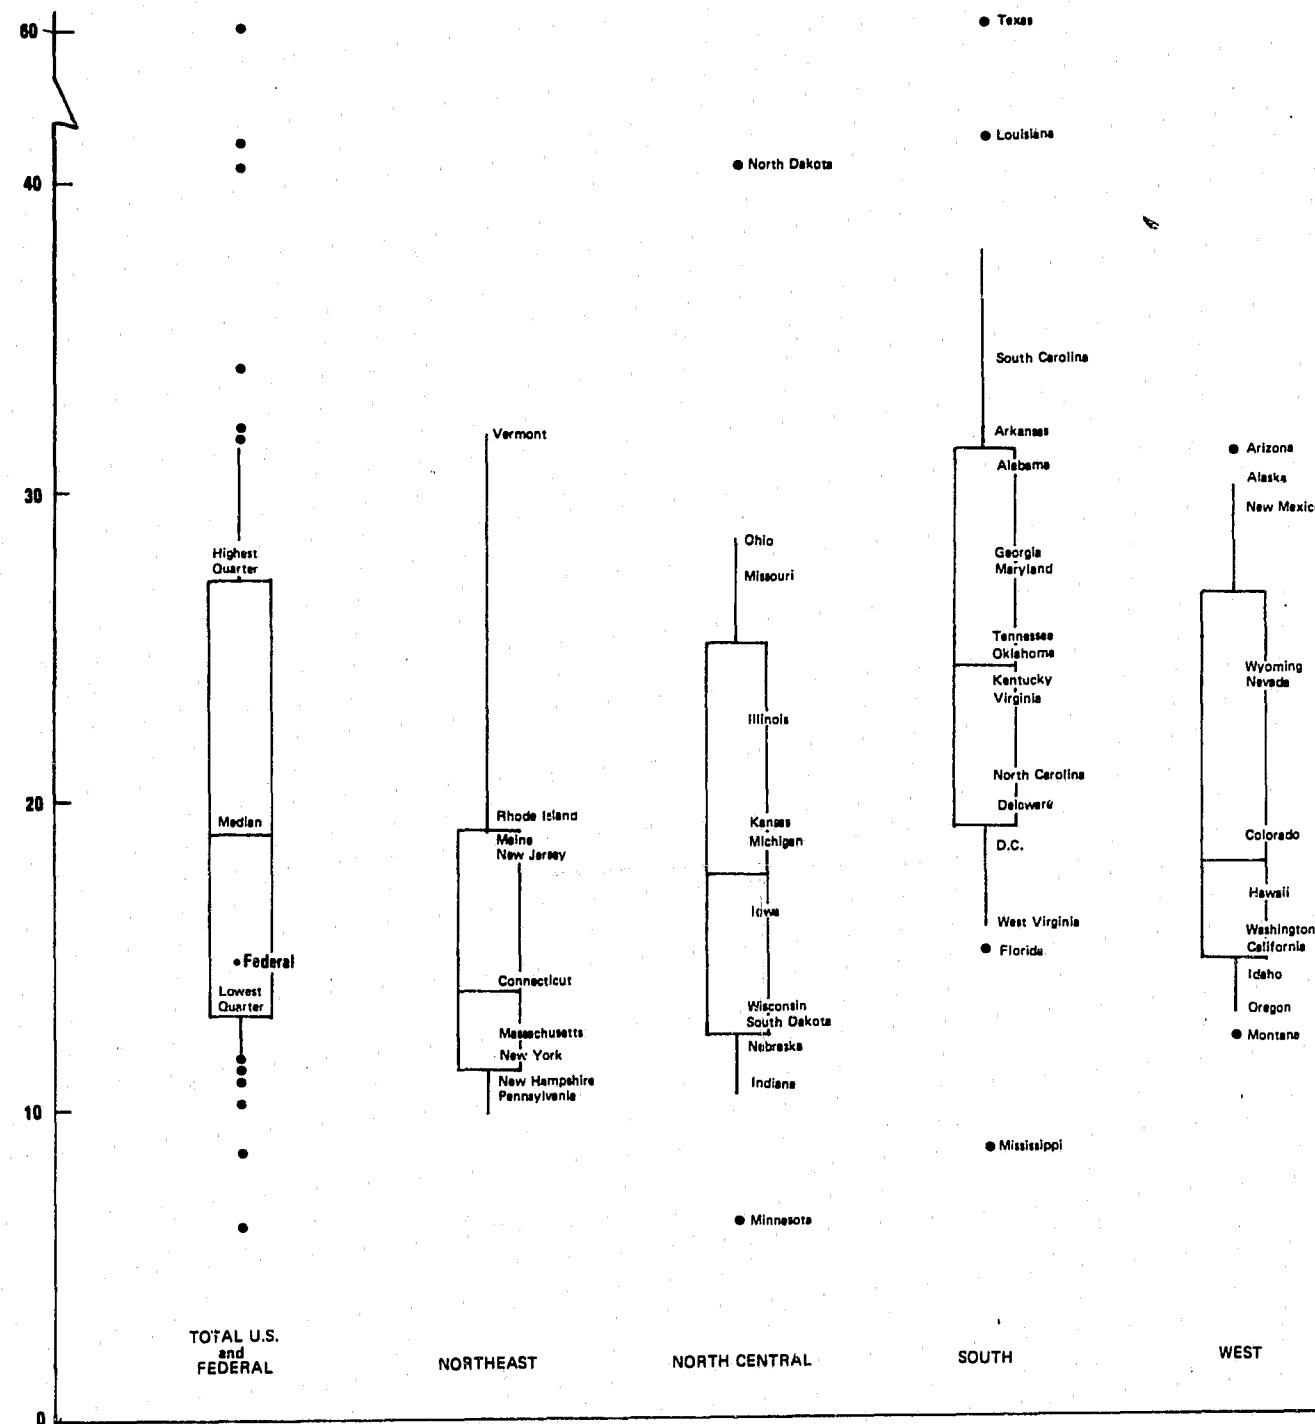 60
40
30
20
10
0
Highest
Quarter
Median
Federal
Lowest
Quarter
TOTAL U.S.
and
FEDERAL
Vermont
Rhode Island
Maine
New Jersey
Connecticut
Massachusetts
New York
New Hampshire
Pennsylvania
NORTHEAST
North Dakota
Ohio
Missouri
Illinois
Kansas
Michigan
Iowa
Wisconsin
South Dakota
Nebraska
Indiana
Minnesota
NORTH CENTRAL
Texas
Louisiana
South Carolina
Arkansas
Alabama
Georgia
Maryland
Tennessee
Oklahoma
Kentucky
Virginia
North Carolina
Delaware
D.C.
West Virginia
Florida
Mississippi
SOUTH
Arizona
Alaska
New Mexic
Wyoming
Nevada
Colorado
Hawaii
Washington
California
Idaho
Oregon
Montana
WEST